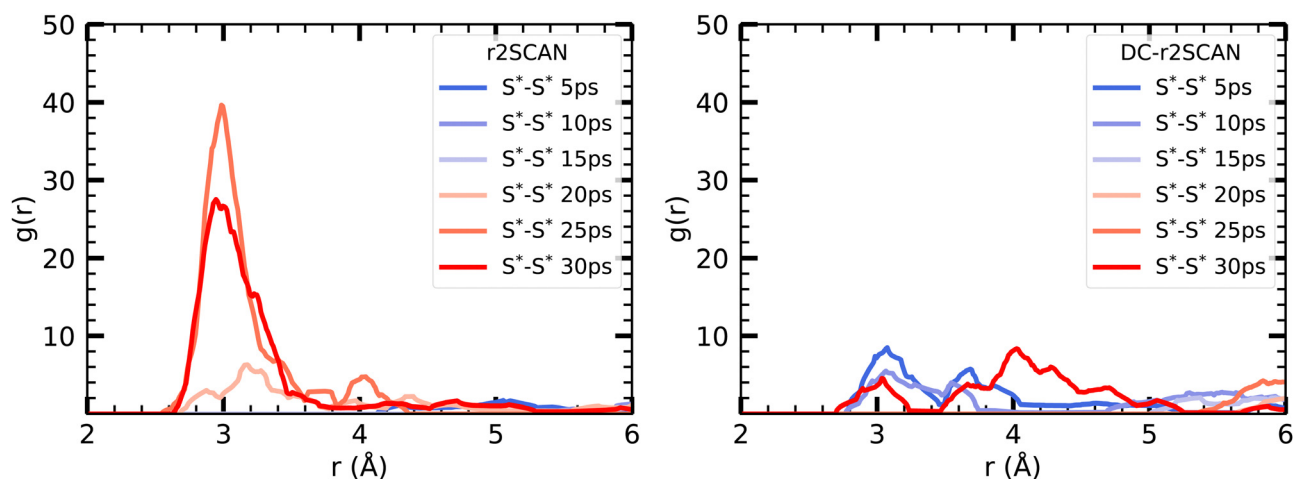 50
40
30
20
10
g(r)
2
3
4
5
6
r (Å)
r2SCAN
S*-S* 5ps
S*-S* 10ps
S*-S* 15ps
S*-S* 20ps
S*-S* 25ps
S*-S* 30ps
50
40
30
20
10
g(r)
2
3
4
5
6
r (Å)
DC-r2SCAN
S*-S* 5ps
S*-S* 10ps
S*-S* 15ps
S*-S* 20ps
S*-S* 25ps
S*-S* 30ps